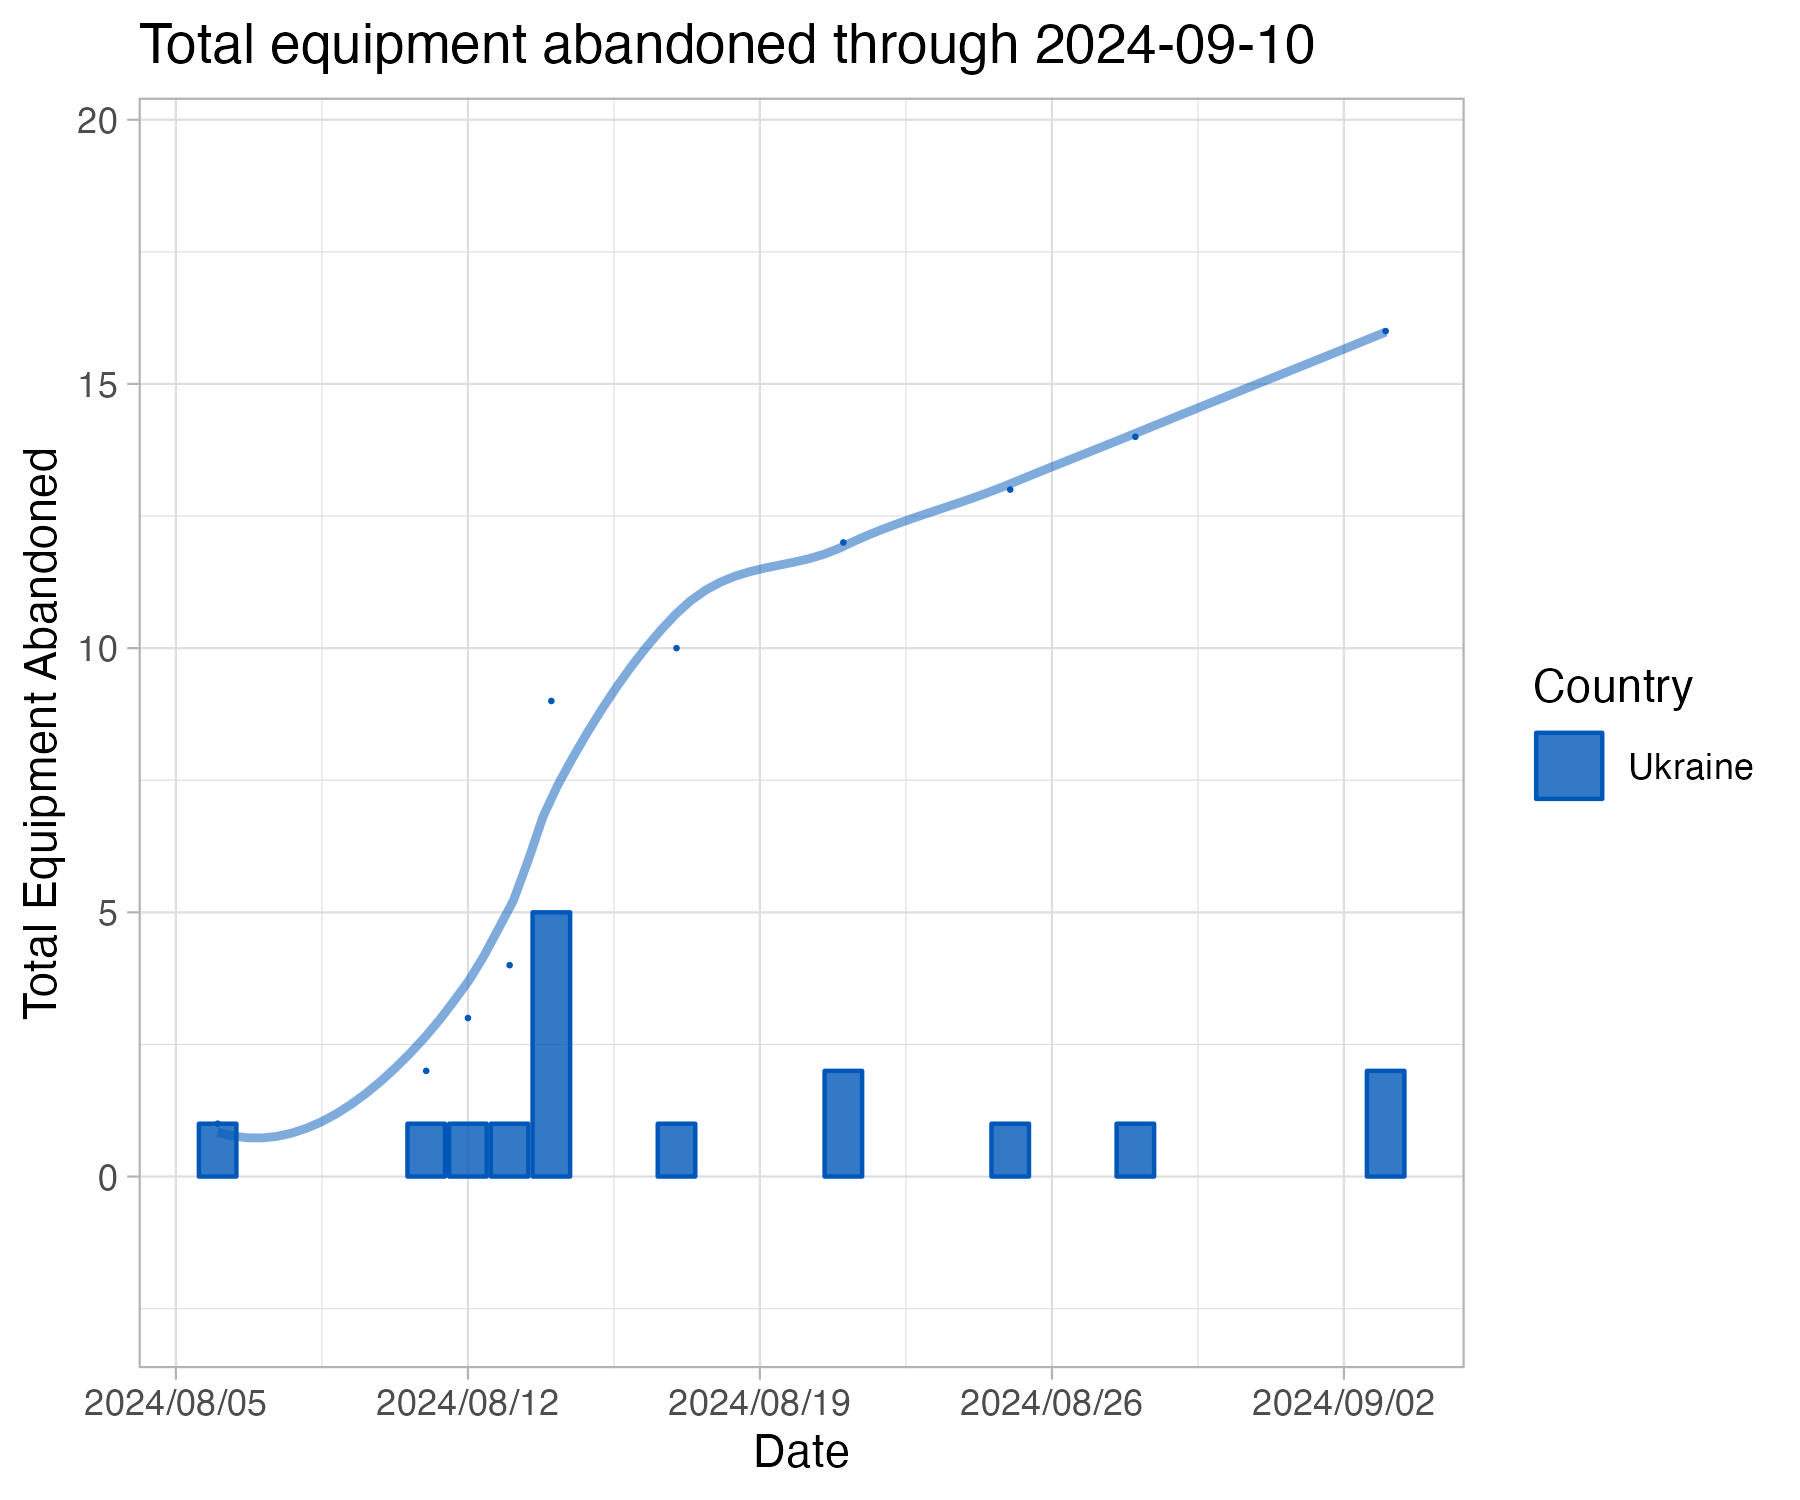 Total equipment abandoned through 2024-09-10
Total Equipment Abandoned
20
15
10
5
0
2024/08/05
2024/08/12
2024/08/19
2024/08/26
2024/09/02
Date
Country
Ukraine